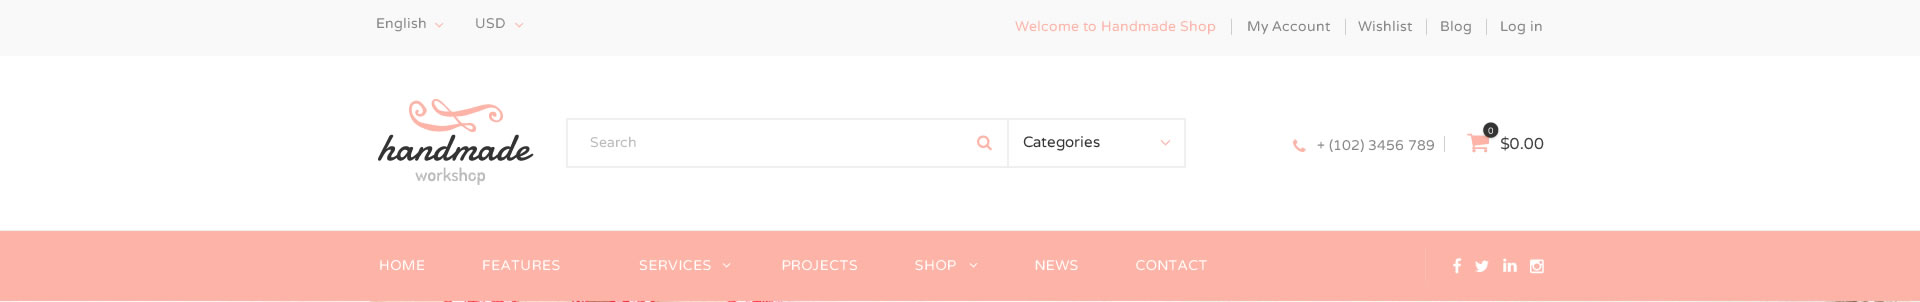 English USD Welcome to Handmade Shop My Account Wishlist Blog Log in
handmade
workshop
Search Categories + (102) 3456 789 0 $0.00
HOME FEATURES SERVICES PROJECTS SHOP NEWS CONTACT